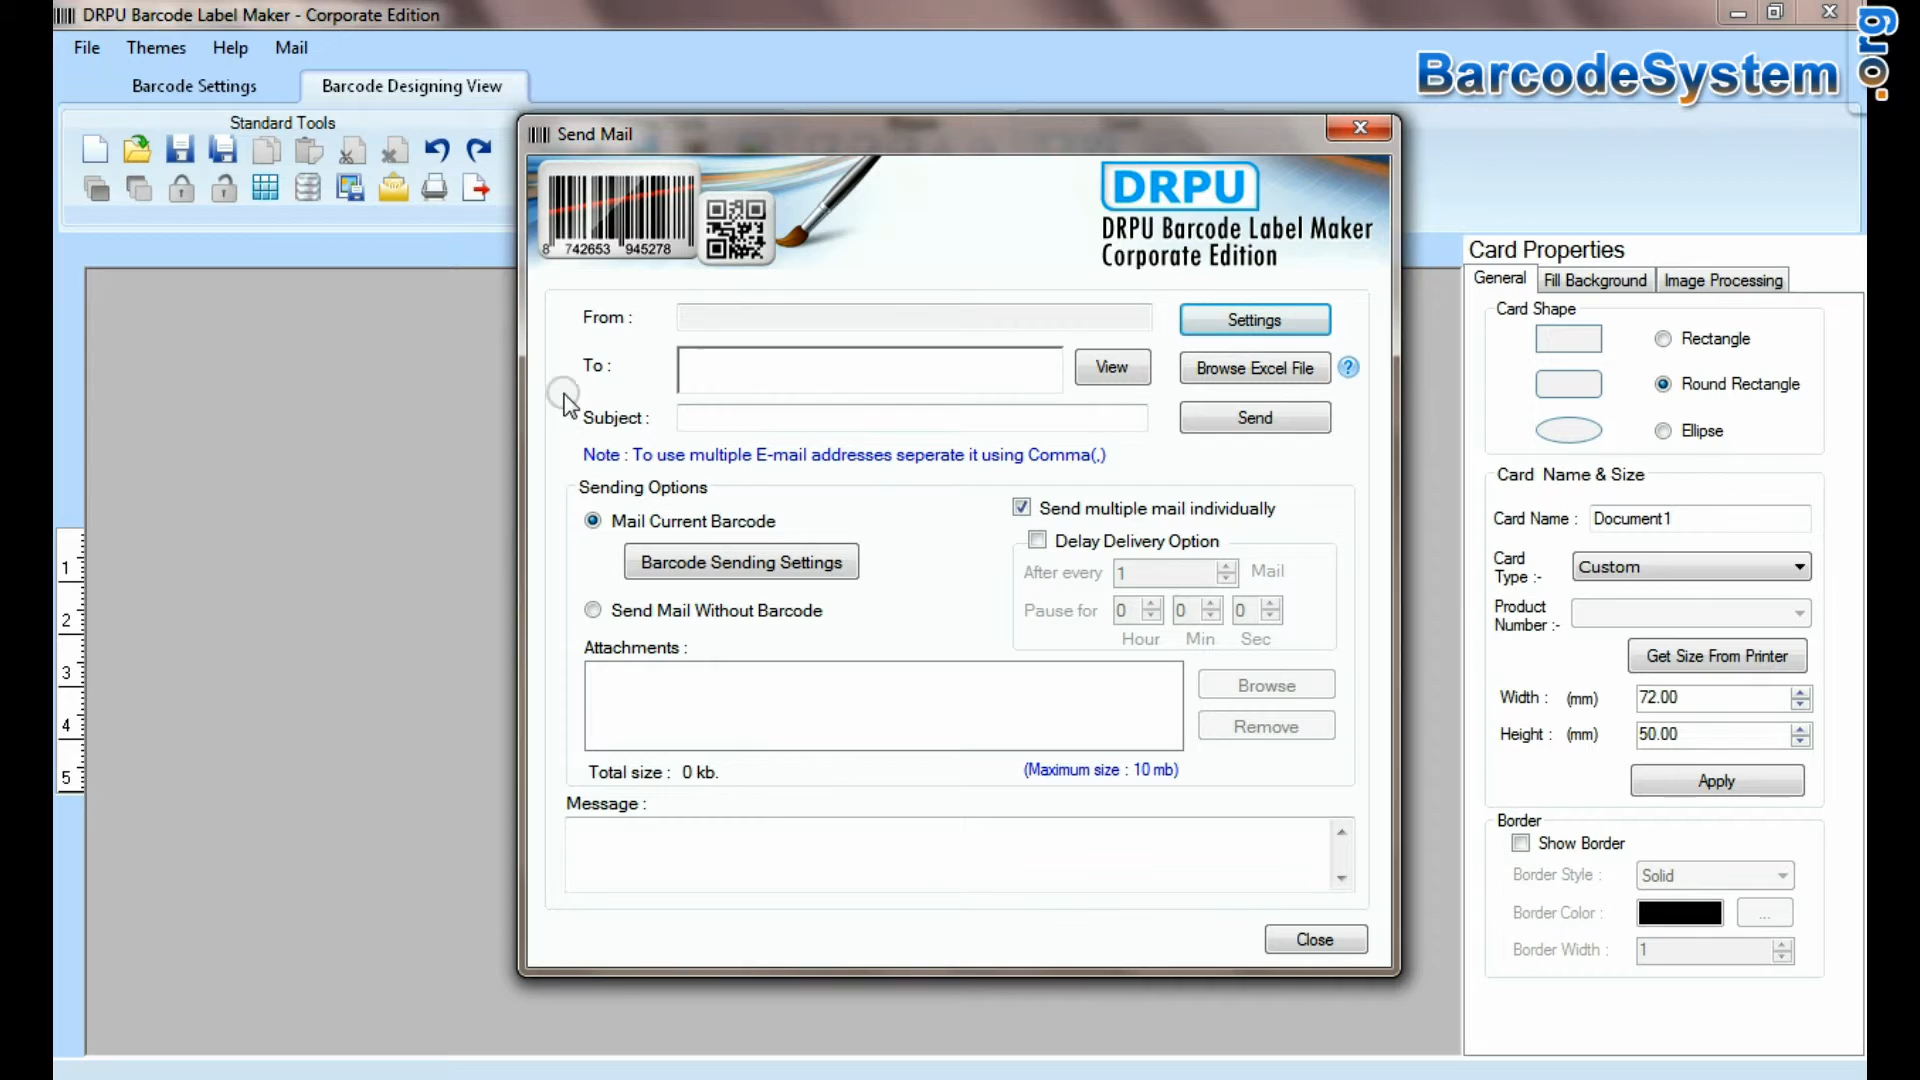 DRPU Barcode Label Maker - Corporate Edition
File Themes Help Mail
BarcodeSystem.org
Barcode Settings Barcode Designing View
Standard Tools
Send Mail
8 742653 945278
DRPU
DRPU Barcode Label Maker
Corporate Edition
From :
Settings
To :
View
Browse Excel File
?
Subject :
Send
Note : To use multiple E-mail addresses seperate it using Comma(,)
Sending Options
Mail Current Barcode
Send multiple mail individually
Barcode Sending Settings
Delay Delivery Option
After every 1 Mail
Send Mail Without Barcode
Pause for 0 0 0
Hour Min Sec
Attachments :
Browse
Remove
Total size : 0 kb.
(Maximum size : 10 mb)
Message :
Close
1
2
3
4
5
Card Properties
General Fill Background Image Processing
Card Shape
Rectangle
Round Rectangle
Ellipse
Card Name & Size
Card Name : Document1
Card
Type :- Custom
Product
Number :-
Get Size From Printer
Width : (mm) 72.00
Height : (mm) 50.00
Apply
Border
Show Border
Border Style : Solid
Border Color : ...
Border Width : 1